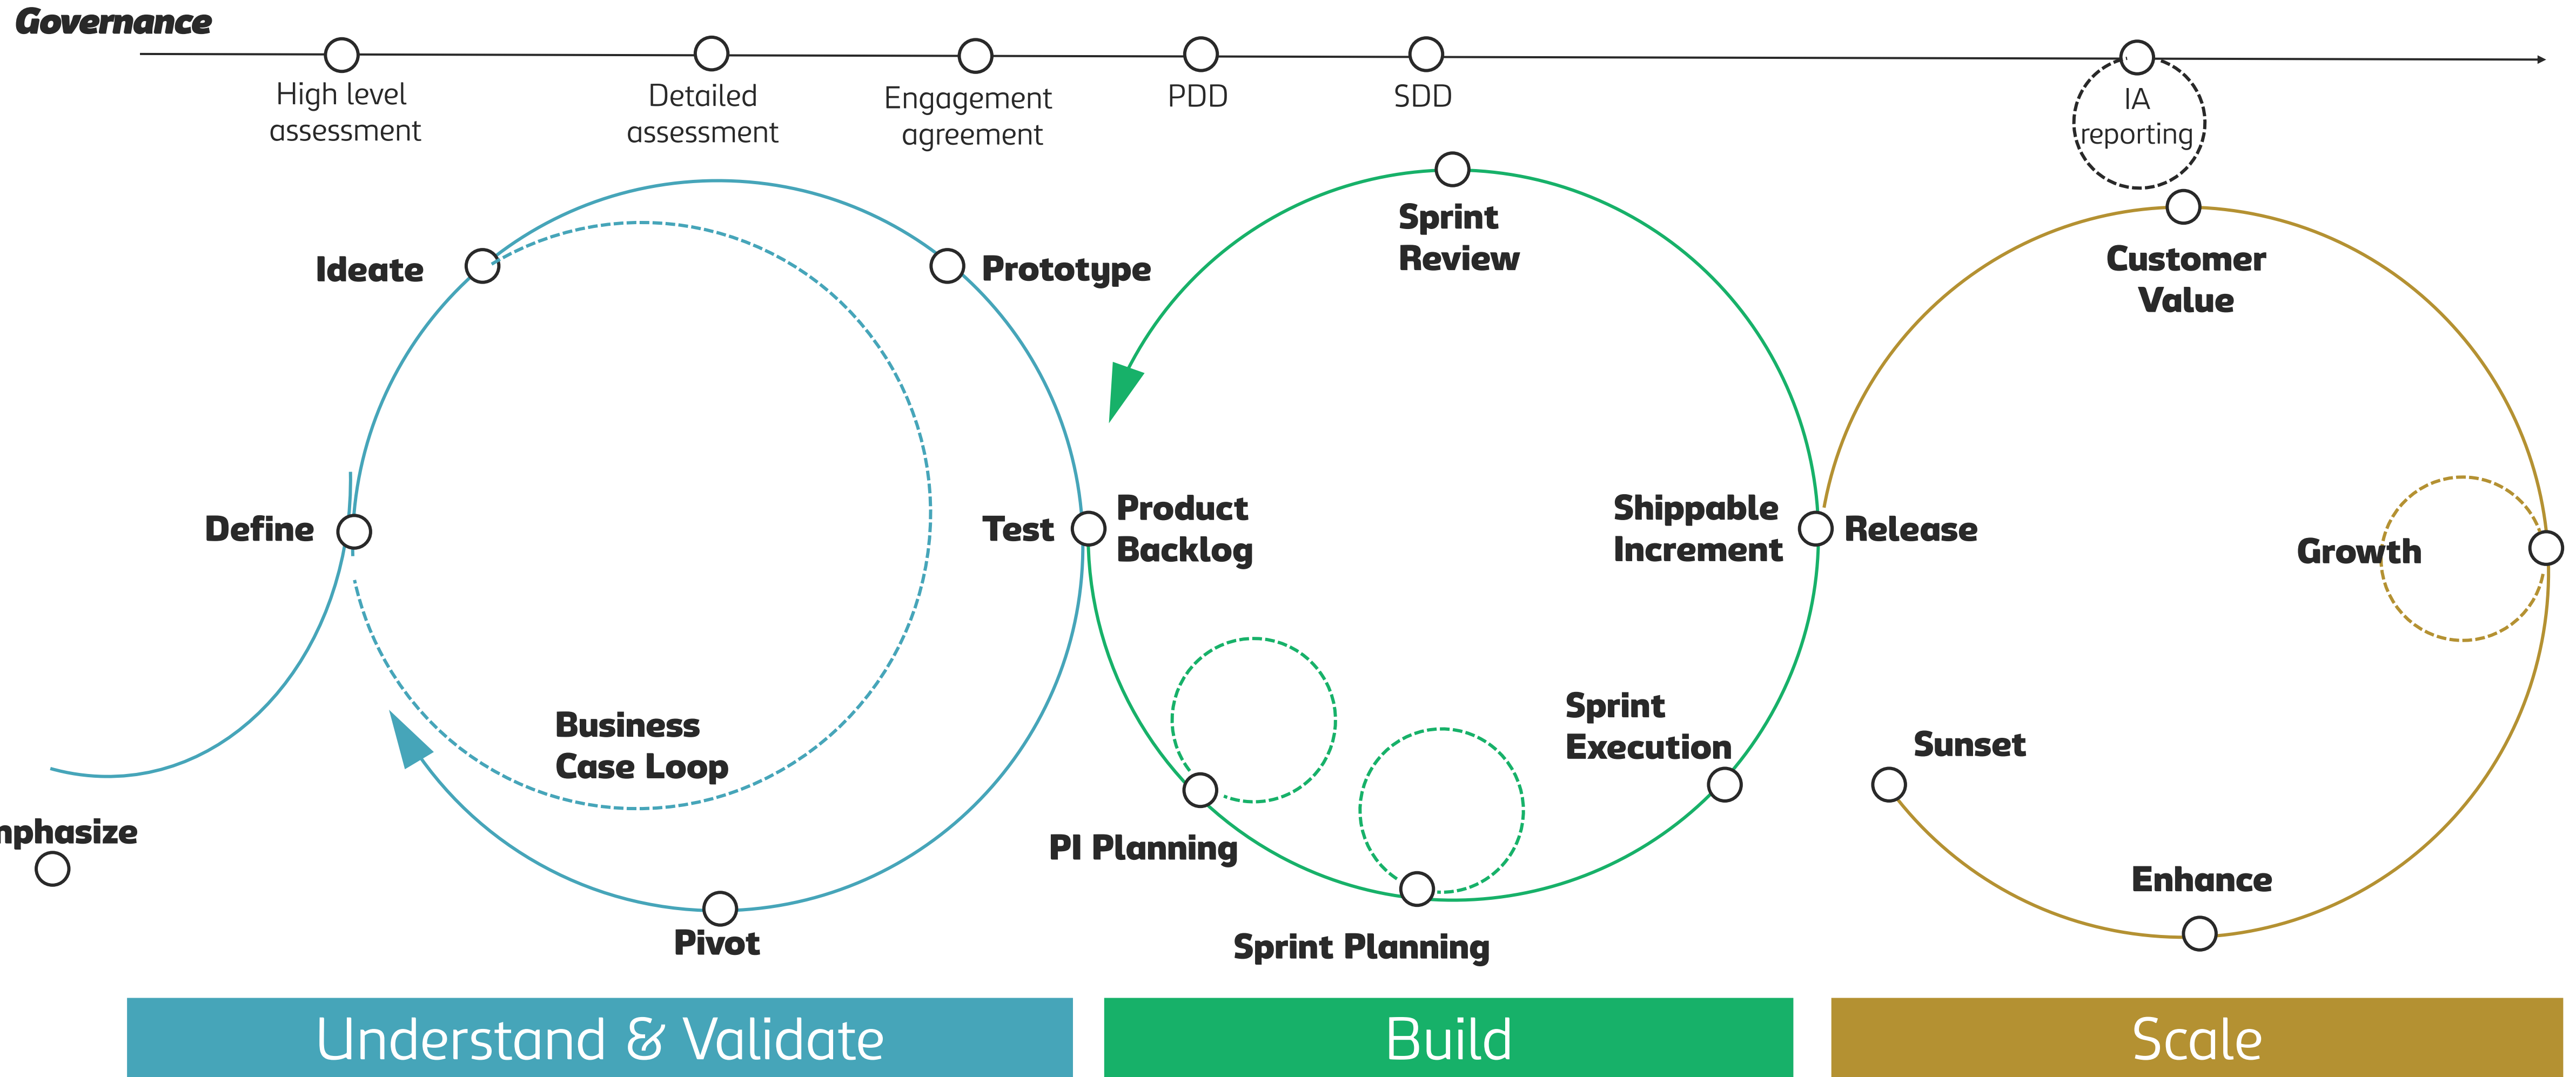 Governance
High level
assessment
Detailed
assessment
Engagement
agreement
PDD
SDD
IA
reporting
Ideate
Prototype
Define
Test
Business
Case Loop
Pivot
mphasize
Sprint
Review
Product
Backlog
Shippable
Increment
PI Planning
Sprint Planning
Sprint
Execution
Release
Customer
Value
Growth
Sunset
Enhance
Understand & Validate
Build
Scale